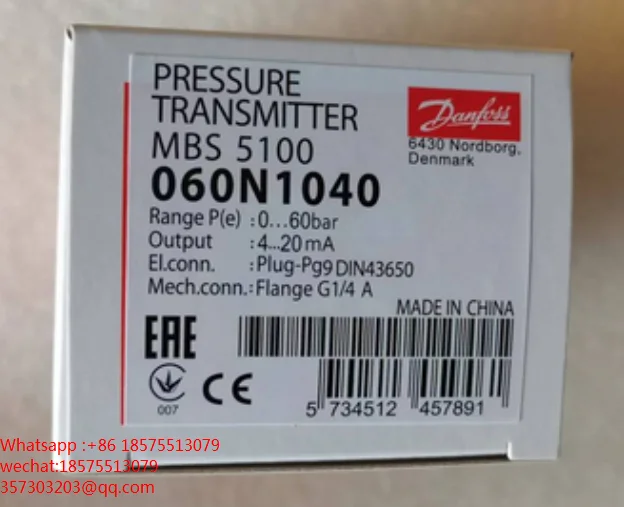 PRESSURE
TRANSMITTER
MBS 5100
060N1040
Danfoss
6430 Nordborg,
Denmark
Range P(e) :0...60bar
Output :4...20mA
El.conn. :Plug-Pg9 DIN43650
Mech.conn.:Flange G1/4 A
MADE IN CHINA
EAC
007
CE
5 734512 457891
Whatsapp :+86 18575513079
wechat:18575513079
357303203@qq.com